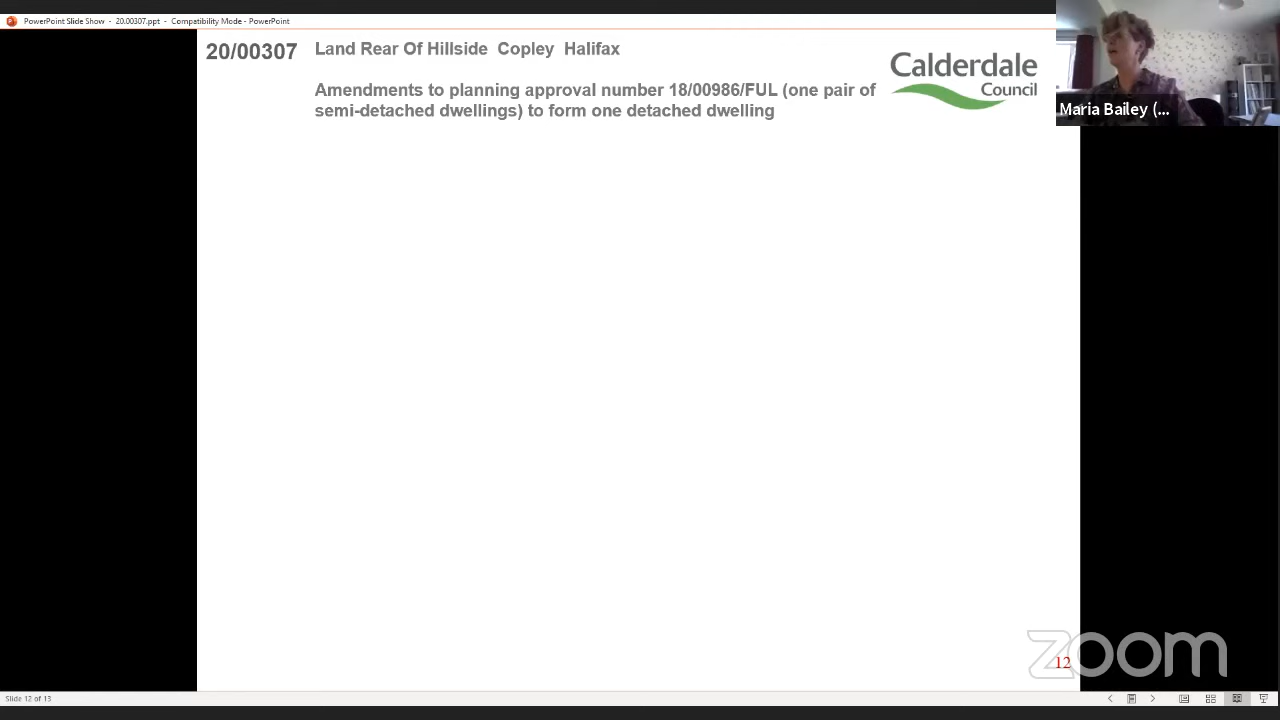 PowerPoint Slide Show - 20.00307.ppt - Compatibility Mode - PowerPoint
20/00307
Land Rear Of Hillside Copley Halifax
Amendments to planning approval number 18/00986/FUL (one pair of
semi-detached dwellings) to form one detached dwelling
Calderdale
Council
Maria Bailey (...
zoom
12
Slide 12 of 13